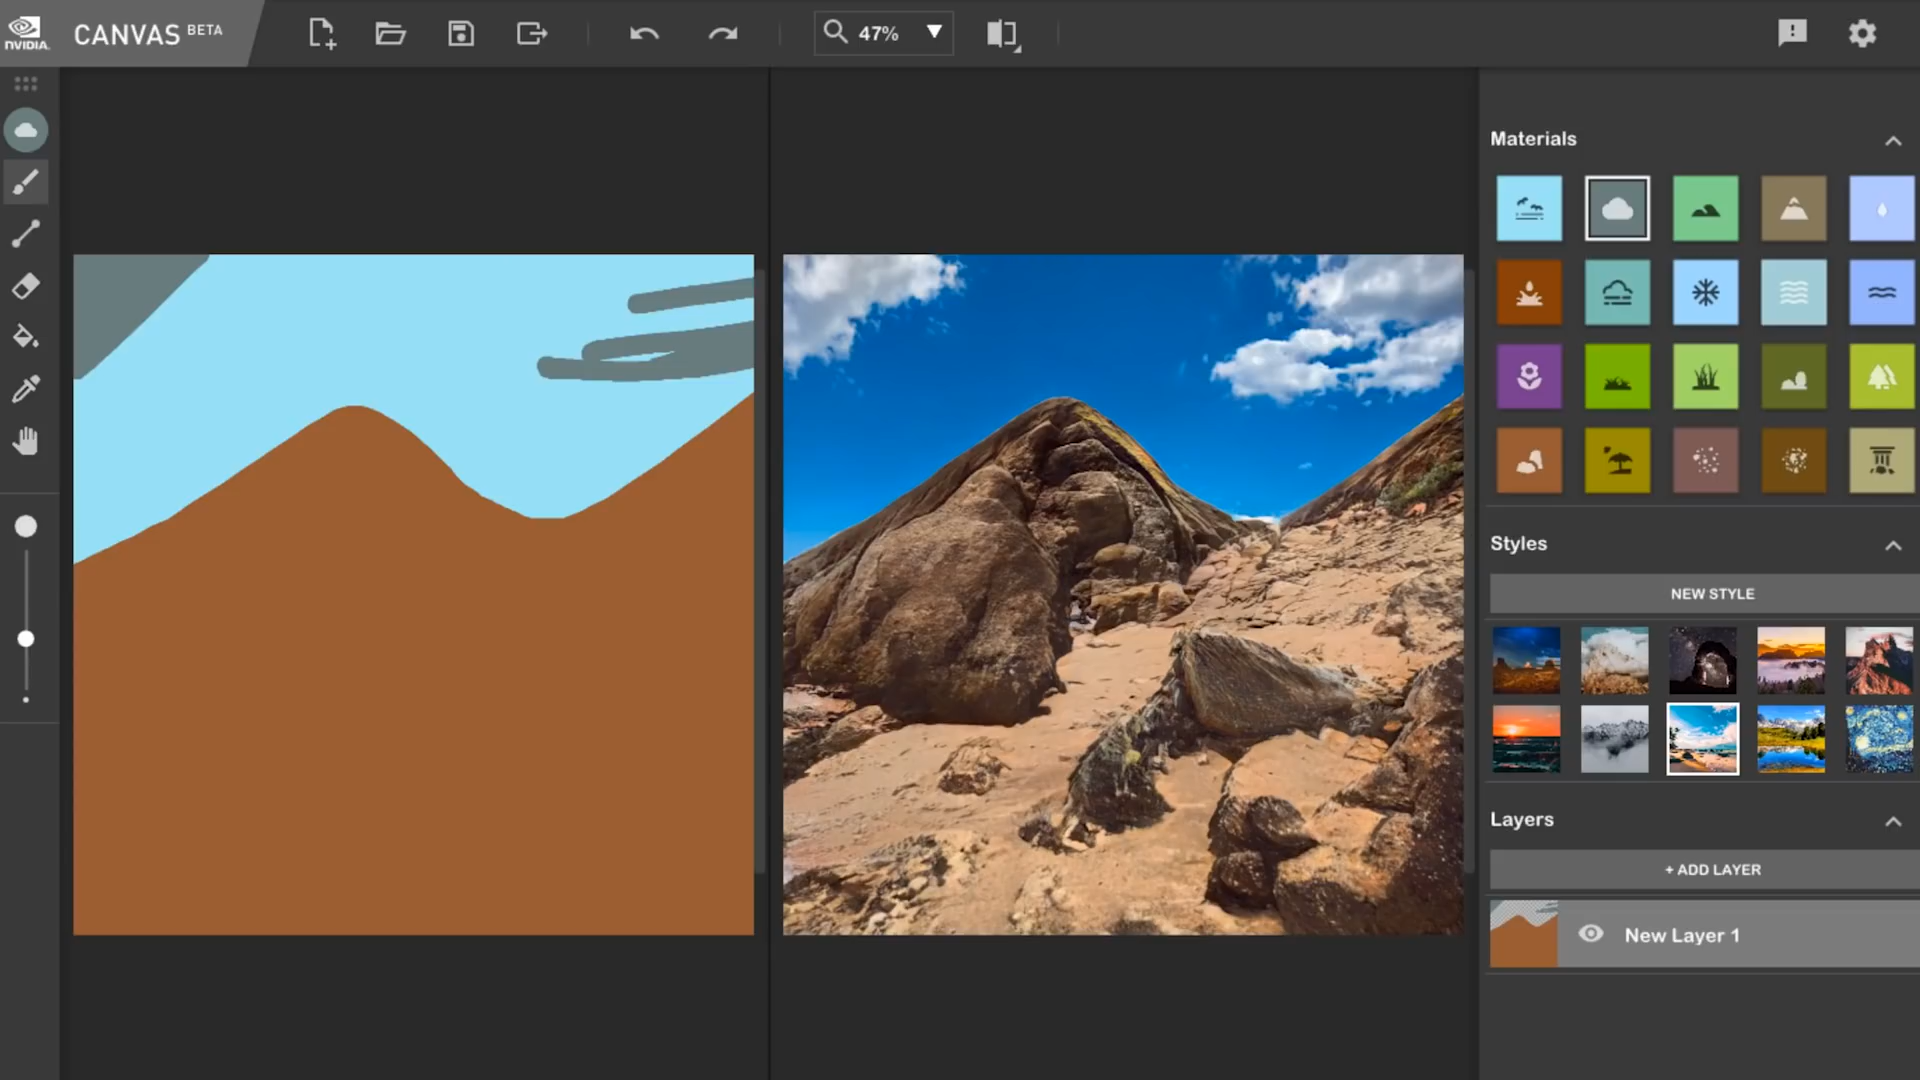 NVIDIA.
CANVAS BETA
47%
Materials
Styles
NEW STYLE
Layers
+ ADD LAYER
New Layer 1